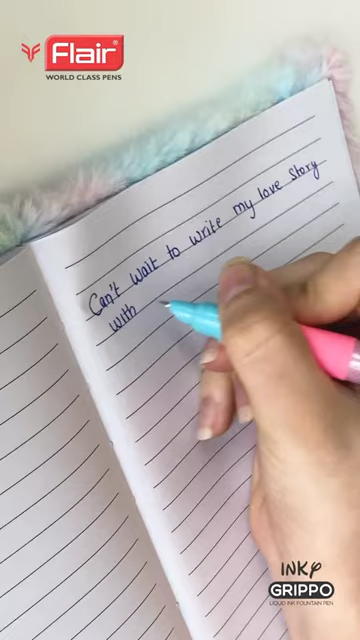 Flair®
WORLD CLASS PENS
Can't wait to write my love story
with
INKY
GRIPPO
LIQUID INK FOUNTAIN PEN